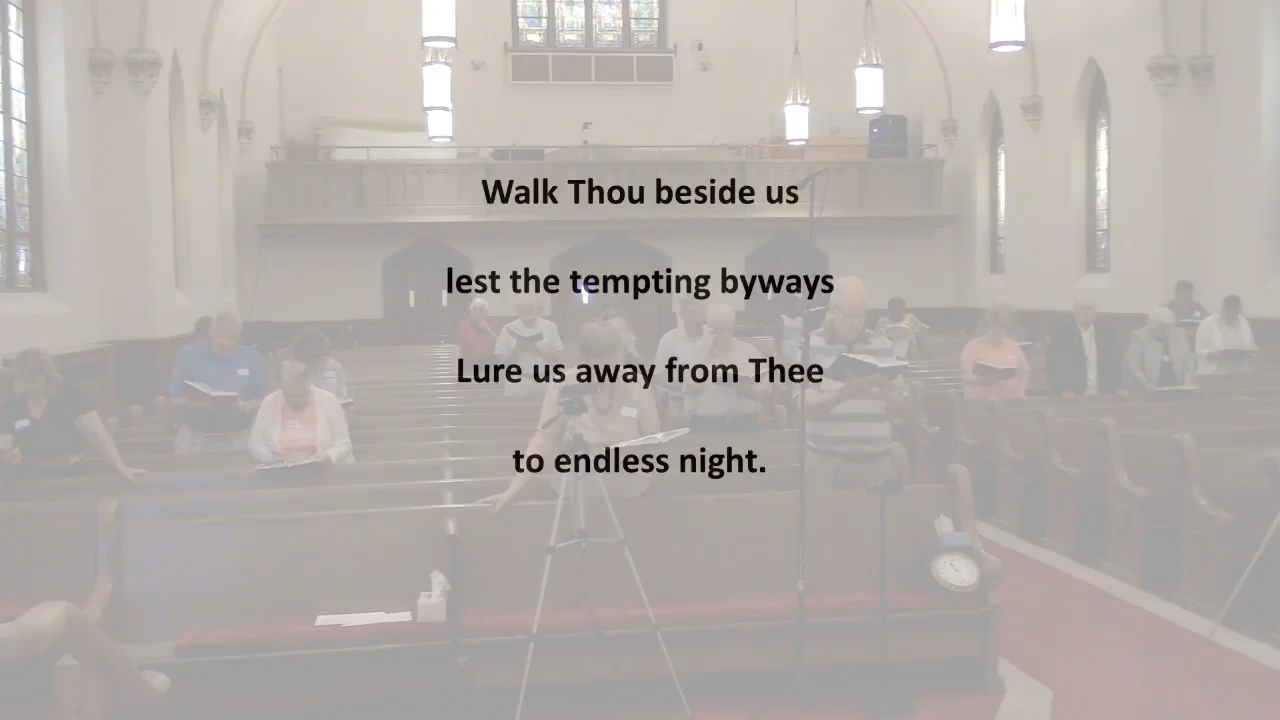 Walk Thou beside us
lest the tempting byways
Lure us away from Thee
to endless night.